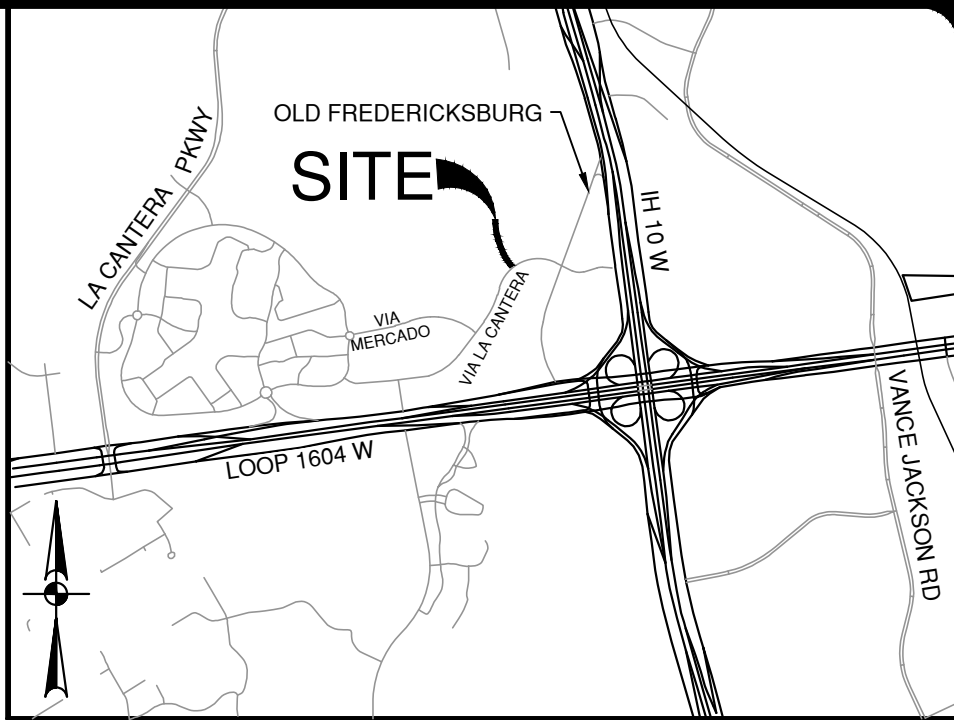 OLD FREDERICKSBURG
SITE
LA CANTERA PKWY
IH 10 W
VIA
MERCADO
VIA LA CANTERA
LOOP 1604 W
VANCE JACKSON RD